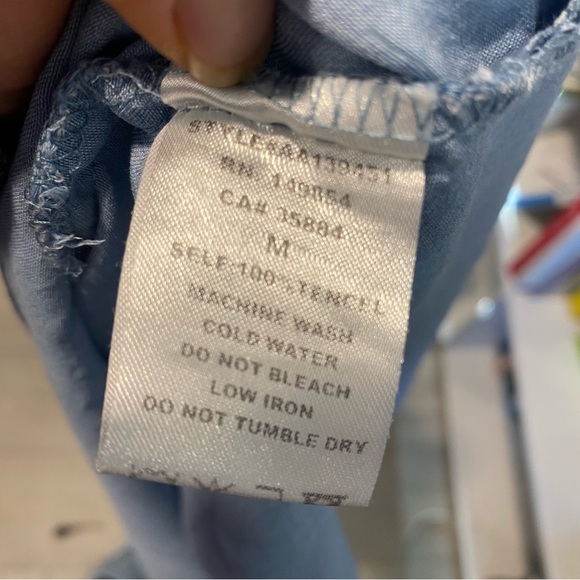 STYLE#AA139431
RN: 149854
CA# 35884
M
SELF:100%TENCEL
MACHINE WASH
COLD WATER
DO NOT BLEACH
LOW IRON
DO NOT TUMBLE DRY